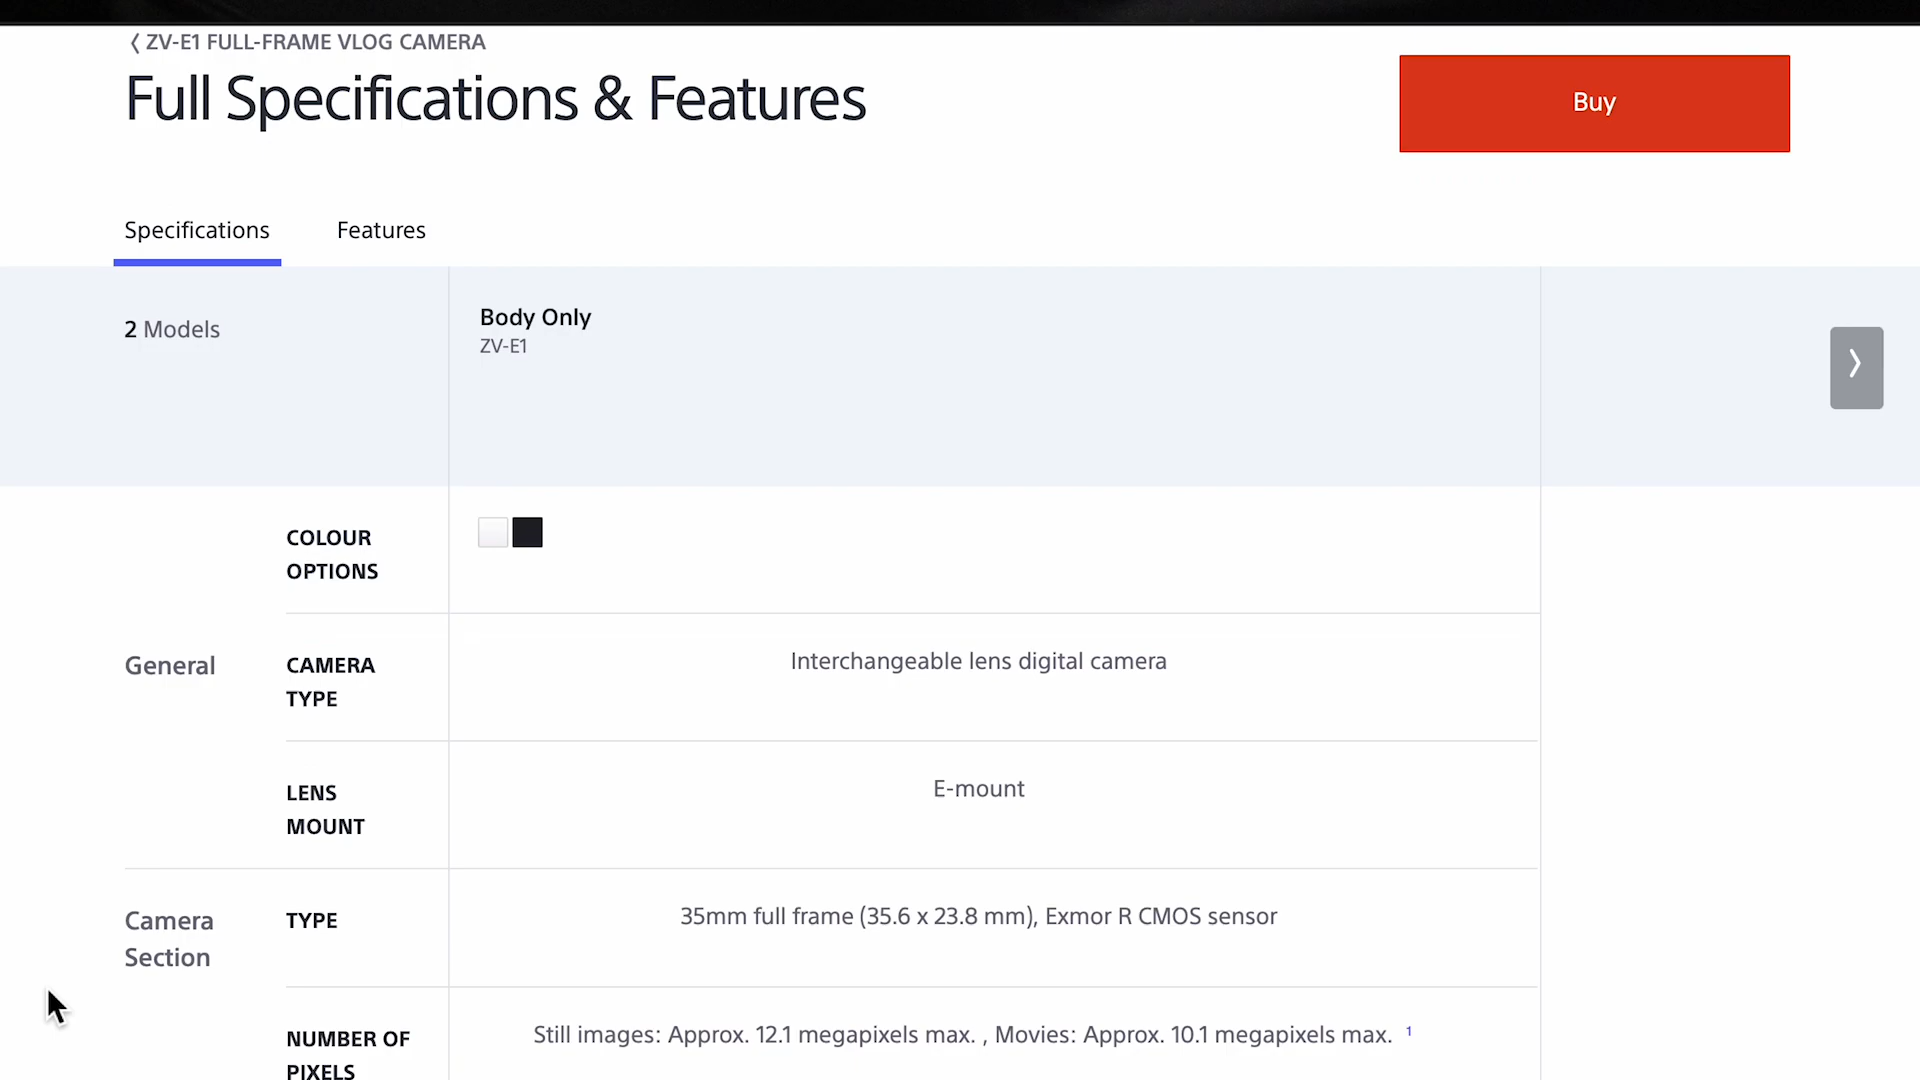 ZV-E1 FULL-FRAME VLOG CAMERA
Full Specifications & Features
Buy
Specifications
Features
2 Models
Body Only
ZV-E1
COLOUR
OPTIONS
General
CAMERA
TYPE
Interchangeable lens digital camera
LENS
MOUNT
E-mount
Camera
Section
TYPE
35mm full frame (35.6 x 23.8 mm), Exmor R CMOS sensor
NUMBER OF
PIXELS
Still images: Approx. 12.1 megapixels max. , Movies: Approx. 10.1 megapixels max. 1